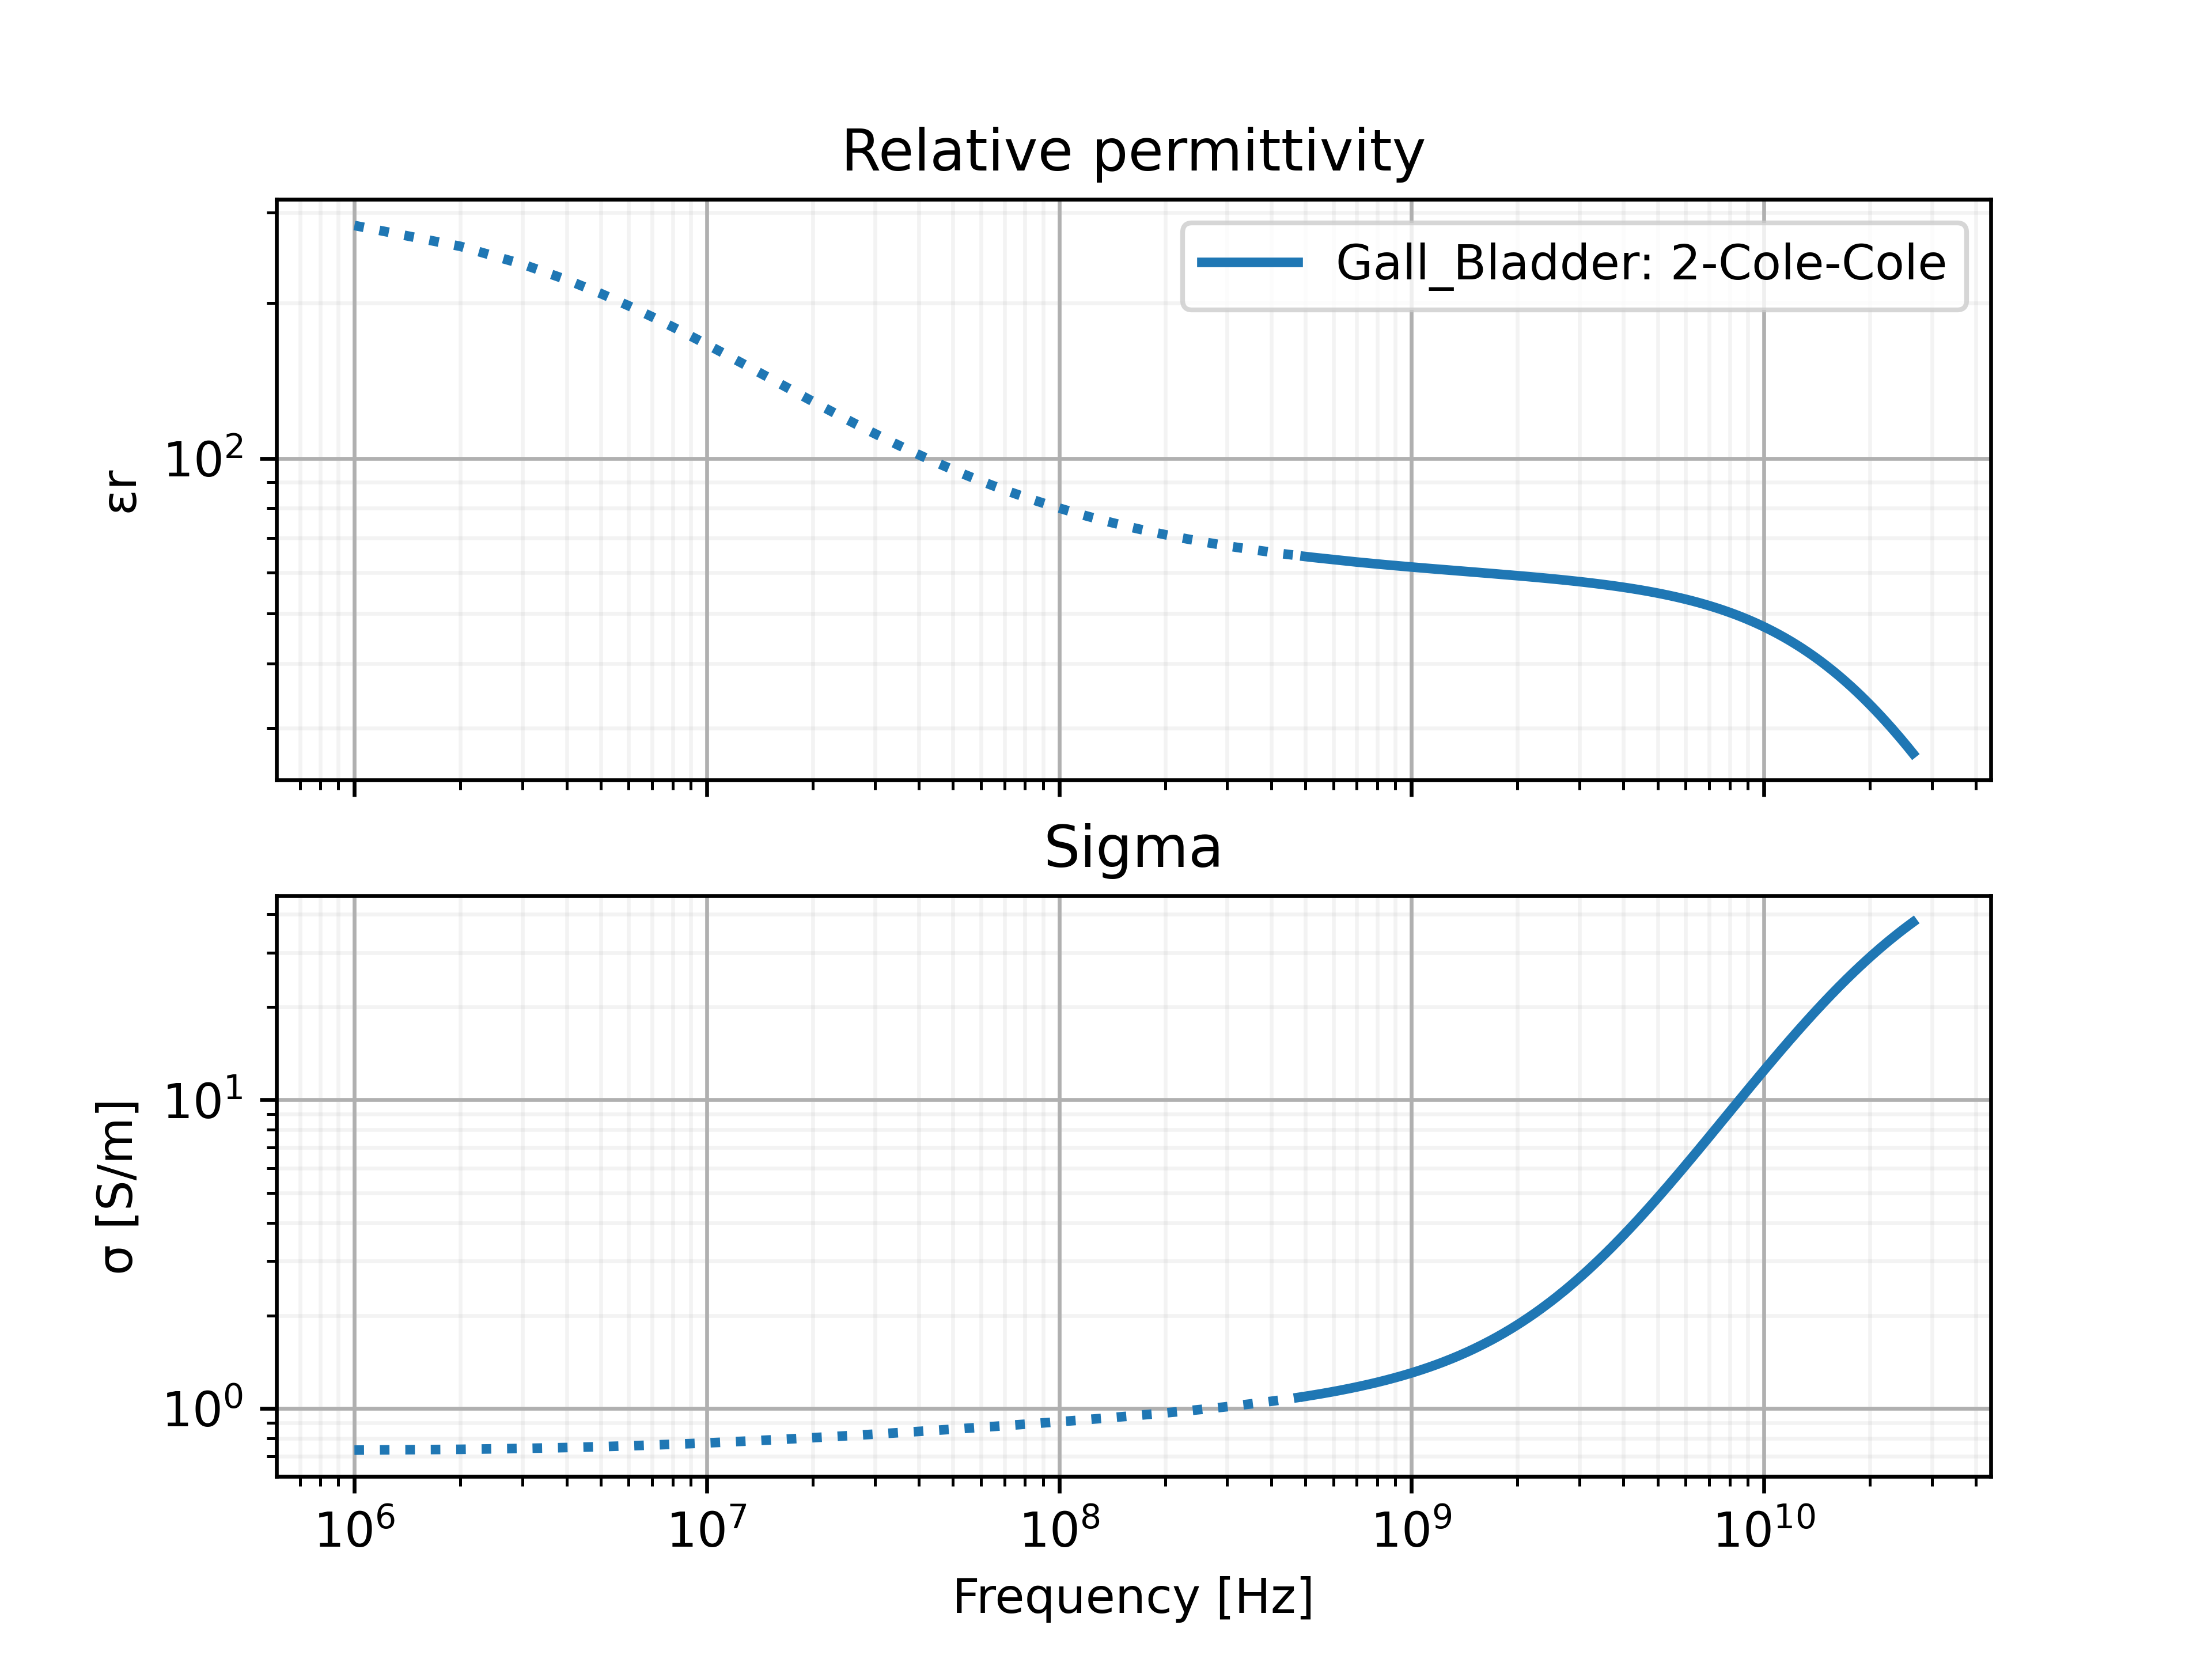 Relative permittivity
Gall_Bladder: 2-Cole-Cole
10²
εr
Sigma
10¹
10⁰
σ [S/m]
10⁶ 10⁷ 10⁸ 10⁹ 10¹⁰
Frequency [Hz]